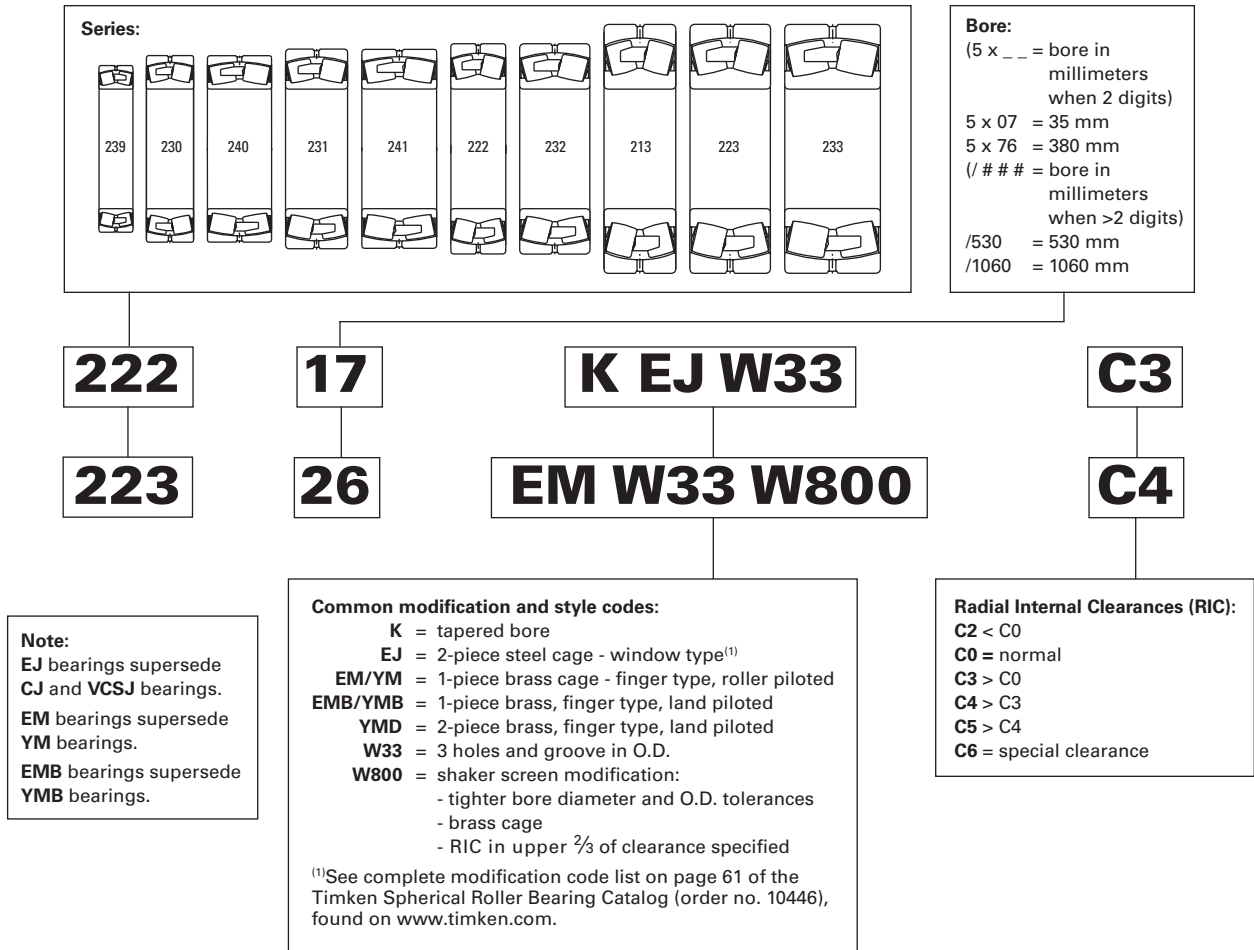 Series:
239 230 240 231 241 222 232 213 223 233
Bore:
(5 x _ _ = bore in
millimeters
when 2 digits)
5 x 07 = 35 mm
5 x 76 = 380 mm
(/ # # # = bore in
millimeters
when >2 digits)
/530 = 530 mm
/1060 = 1060 mm
222 17 K EJ W33 C3
223 26 EM W33 W800 C4
Note:
EJ bearings supersede
CJ and VCSJ bearings.
EM bearings supersede
YM bearings.
EMB bearings supersede
YMB bearings.
Common modification and style codes:
K = tapered bore
EJ = 2-piece steel cage - window type(1)
EM/YM = 1-piece brass cage - finger type, roller piloted
EMB/YMB = 1-piece brass, finger type, land piloted
YMD = 2-piece brass, finger type, land piloted
W33 = 3 holes and groove in O.D.
W800 = shaker screen modification:
- tighter bore diameter and O.D. tolerances
- brass cage
- RIC in upper 2/3 of clearance specified
(1)See complete modification code list on page 61 of the
Timken Spherical Roller Bearing Catalog (order no. 10446),
found on www.timken.com.
Radial Internal Clearances (RIC):
C2 < C0
C0 = normal
C3 > C0
C4 > C3
C5 > C4
C6 = special clearance